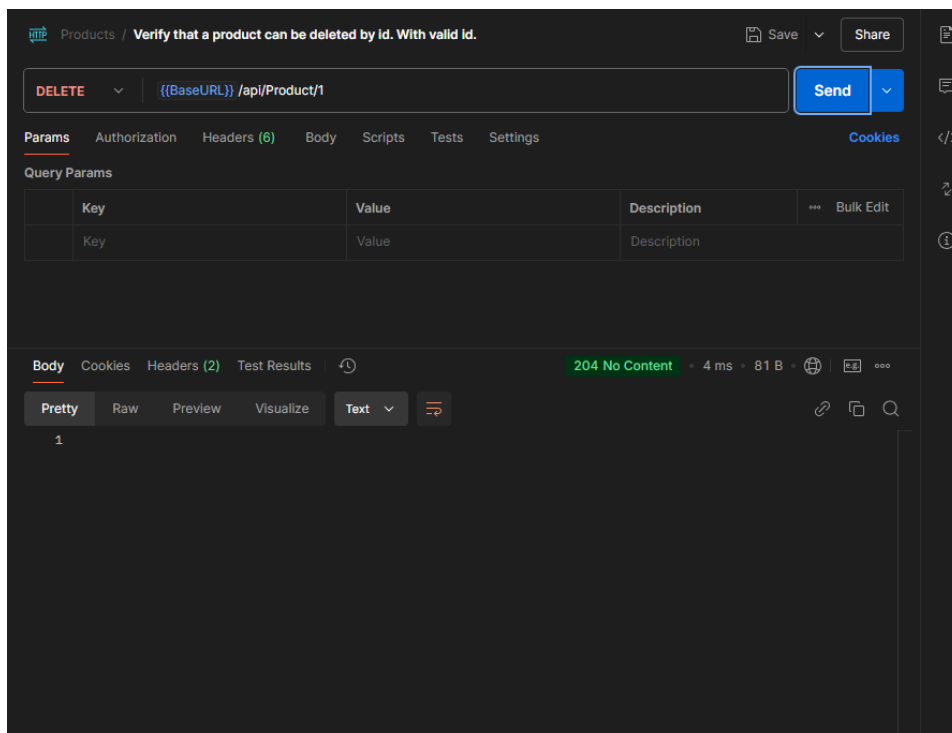 HTTP Products / Verify that a product can be deleted by id. With valid id. Save Share
DELETE {{BaseURL}} /api/Product/1 Send
Params Authorization Headers (6) Body Scripts Tests Settings Cookies
Query Params
Key Value Description Bulk Edit
Key Value Description
Body Cookies Headers (2) Test Results 204 No Content 4 ms 81 B e.g.
Pretty Raw Preview Visualize Text
1